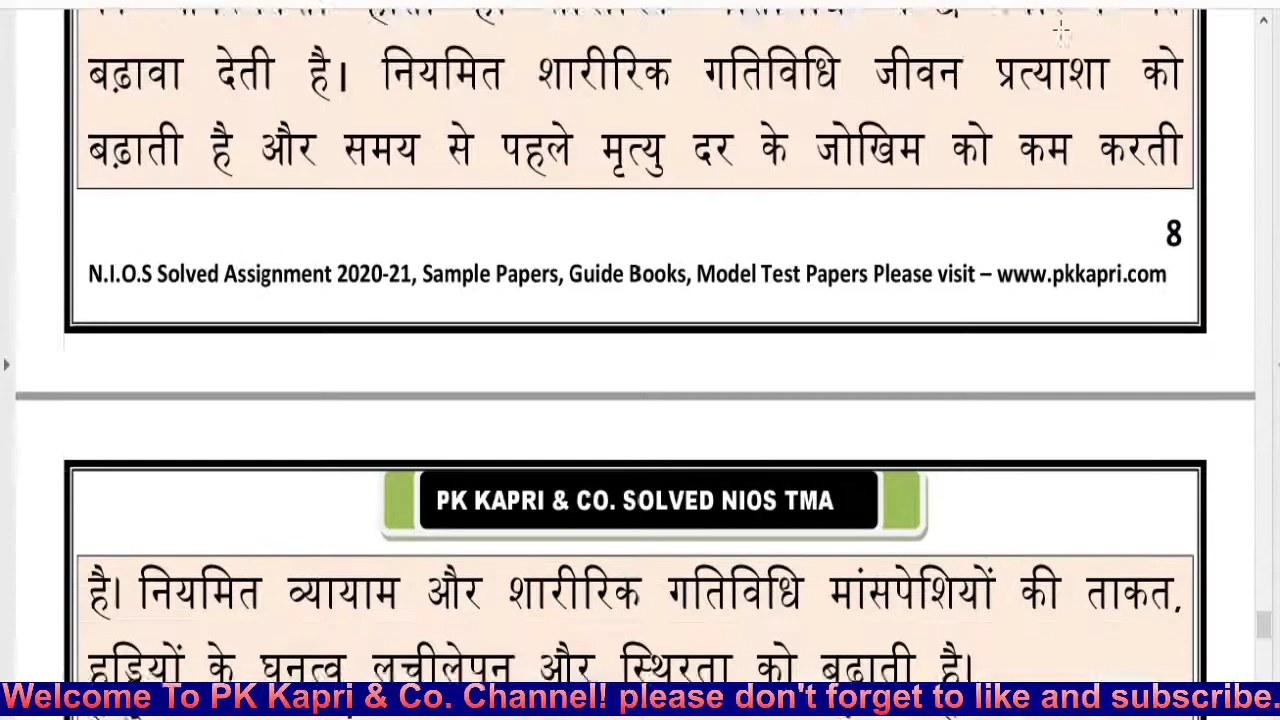 बढ़ावा देती है। नियमित शारीरिक गतिविधि जीवन प्रत्याशा को
बढ़ाती है और समय से पहले मृत्यु दर के जोखिम को कम करती
8
N.I.O.S Solved Assignment 2020-21, Sample Papers, Guide Books, Model Test Papers Please visit – www.pkkapri.com
PK KAPRI & CO. SOLVED NIOS TMA
है। नियमित व्यायाम और शारीरिक गतिविधि मांसपेशियों की ताकत,
हड्डियों के घनत्व लचीलेपन और स्थिरता को बढ़ाती है।
Welcome To PK Kapri & Co. Channel! please don't forget to like and subscribe.